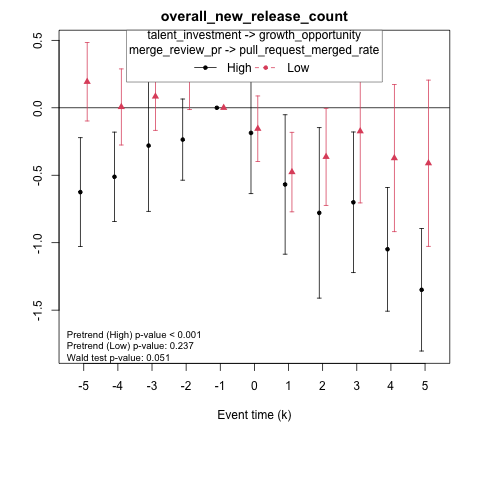 overall_new_release_count
talent_investment -> growth_opportunity
merge_review_pr -> pull_request_merged_rate
High Low
0.5
0.0
-0.5
-1.0
-1.5
Pretrend (High) p-value < 0.001
Pretrend (Low) p-value: 0.237
Wald test p-value: 0.051
-5 -4 -3 -2 -1 0 1 2 3 4 5
Event time (k)